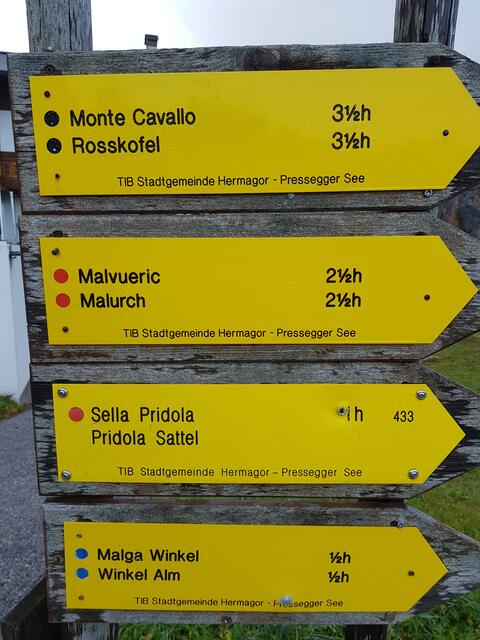 Monte Cavallo 3½h
Rosskofel 3½h
TIB Stadtgemeinde Hermagor - Pressegger See
Malvueric 2½h
Malurch 2½h
TIB Stadtgemeinde Hermagor - Pressegger See
Sella Pridola 1h 433
Pridola Sattel
TIB Stadtgemeinde Hermagor - Pressegger See
Malga Winkel ½h
Winkel Alm ½h
TIB Stadtgemeinde Hermagor - Pressegger See